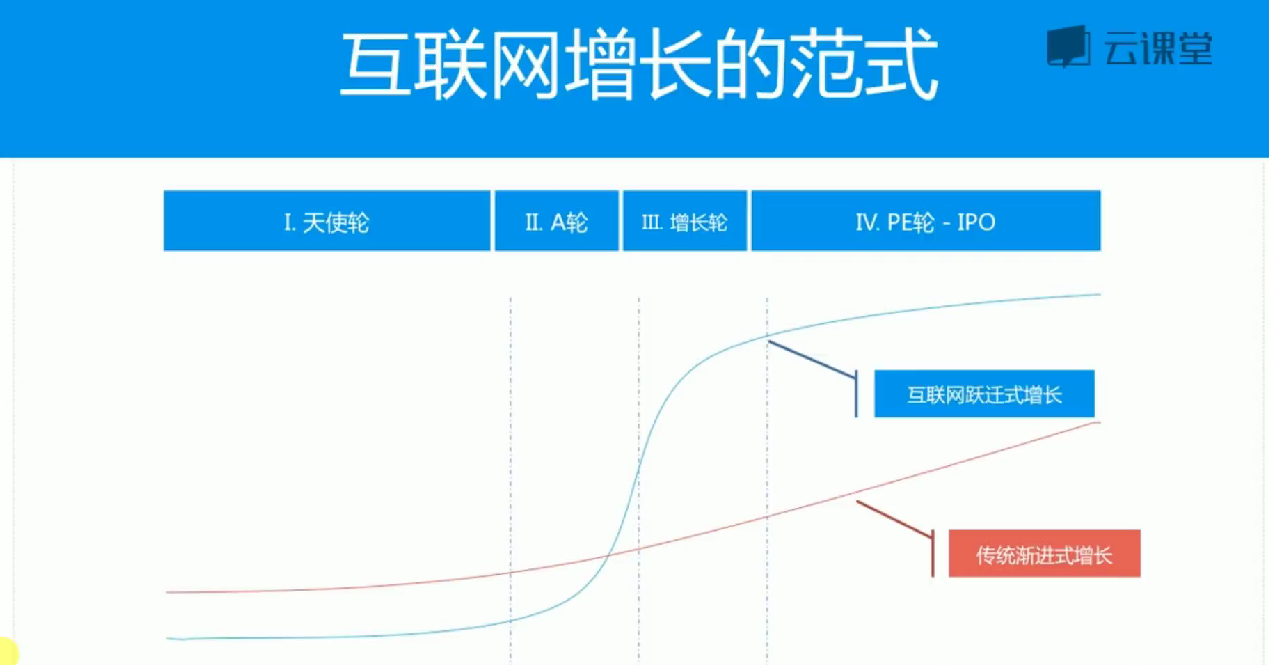 互联网增长的范式
云课堂
I. 天使轮
II. A轮
III. 增长轮
IV. PE轮 - IPO
互联网跃迁式增长
传统渐进式增长